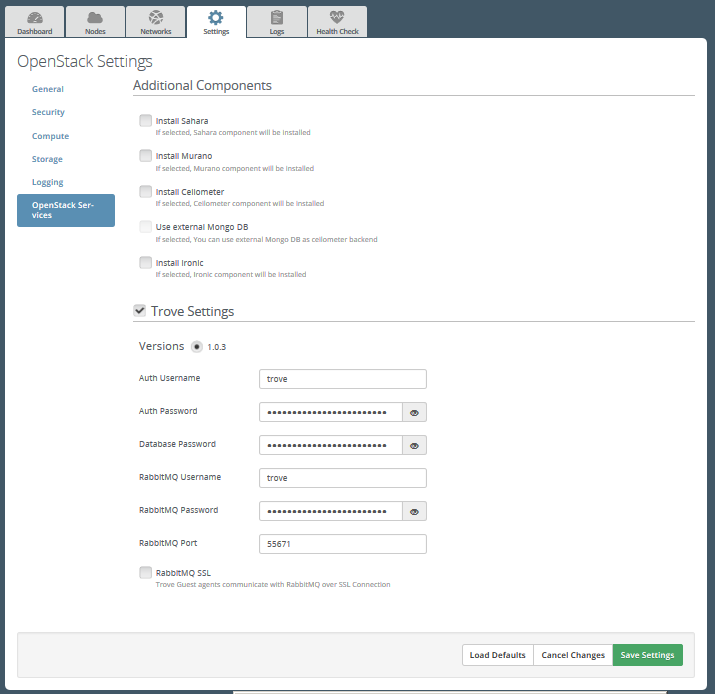 Dashboard
Nodes
Networks
Settings
Logs
Health Check
OpenStack Settings
General
Security
Compute
Storage
Logging
OpenStack Ser-
vices
Additional Components
Install Sahara
If selected, Sahara component will be installed
Install Murano
If selected, Murano component will be installed
Install Ceilometer
If selected, Ceilometer component will be installed
Use external Mongo DB
If selected, You can use external Mongo DB as ceilometer backend
Install Ironic
If selected, Ironic component will be installed
Trove Settings
Versions 1.0.3
Auth Username trove
Auth Password
Database Password
RabbitMQ Username trove
RabbitMQ Password
RabbitMQ Port 55671
RabbitMQ SSL
Trove Guest agents communicate with RabbitMQ over SSL Connection
Load Defaults
Cancel Changes
Save Settings